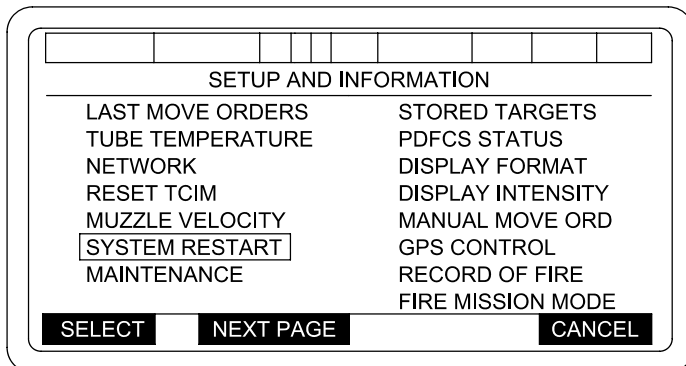 SETUP AND INFORMATION
LAST MOVE ORDERS
TUBE TEMPERATURE
NETWORK
RESET TCIM
MUZZLE VELOCITY
SYSTEM RESTART
MAINTENANCE
STORED TARGETS
PDFCS STATUS
DISPLAY FORMAT
DISPLAY INTENSITY
MANUAL MOVE ORD
GPS CONTROL
RECORD OF FIRE
FIRE MISSION MODE
SELECT
NEXT PAGE
CANCEL